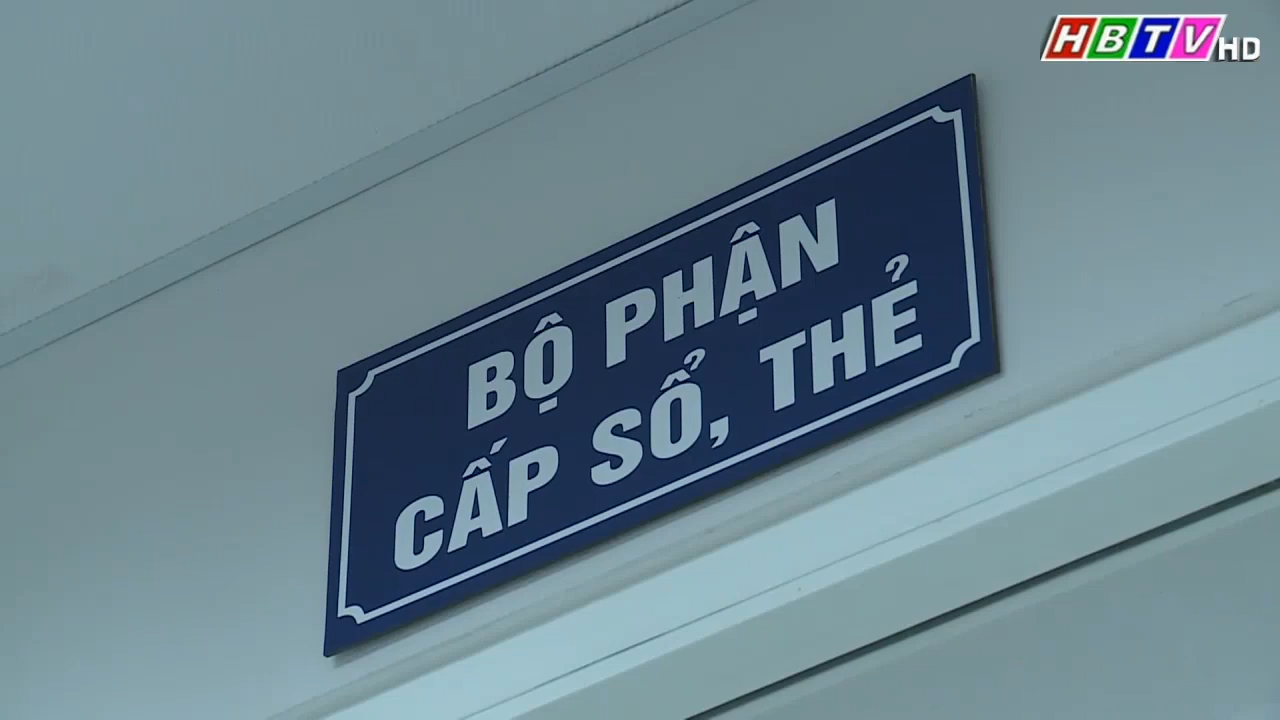 HBTV HD
BỘ PHẬN
CẤP SỔ, THẺ